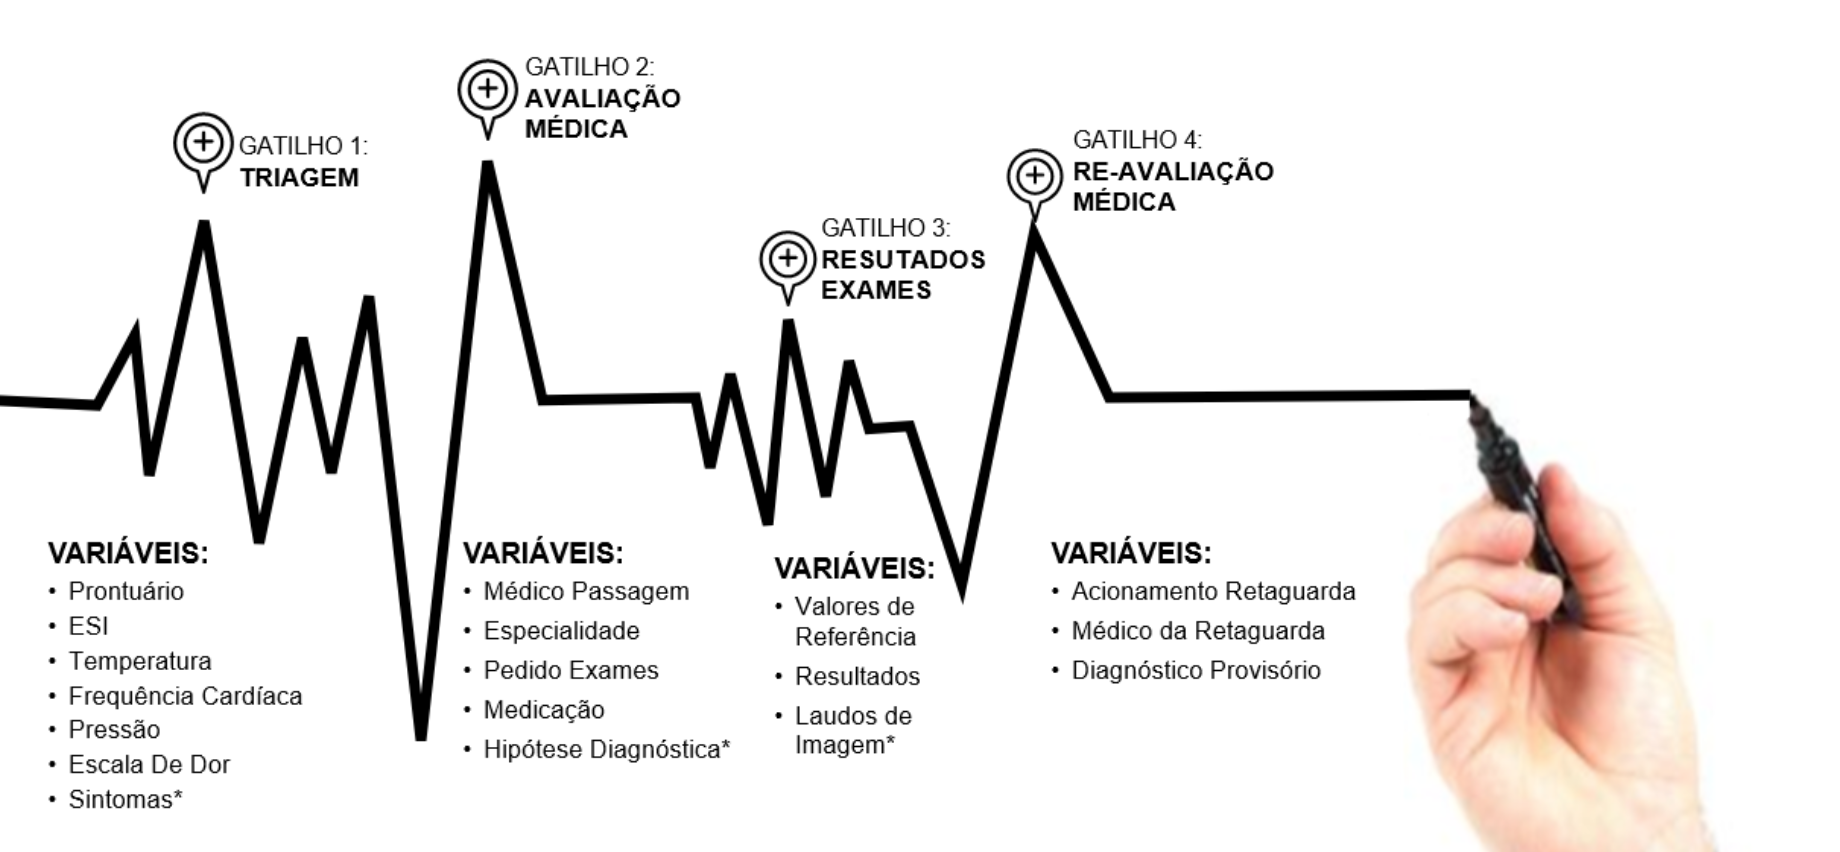 GATILHO 1:
TRIAGEM
GATILHO 2:
AVALIAÇÃO
MÉDICA
GATILHO 3:
RESUTADOS
EXAMES
GATILHO 4:
RE-AVALIAÇÃO
MÉDICA
VARIÁVEIS:
• Prontuário
• ESI
• Temperatura
• Frequência Cardíaca
• Pressão
• Escala De Dor
• Sintomas*
VARIÁVEIS:
• Médico Passagem
• Especialidade
• Pedido Exames
• Medicação
• Hipótese Diagnóstica*
VARIÁVEIS:
• Valores de
Referência
• Resultados
• Laudos de
Imagem*
VARIÁVEIS:
• Acionamento Retaguarda
• Médico da Retaguarda
• Diagnóstico Provisório